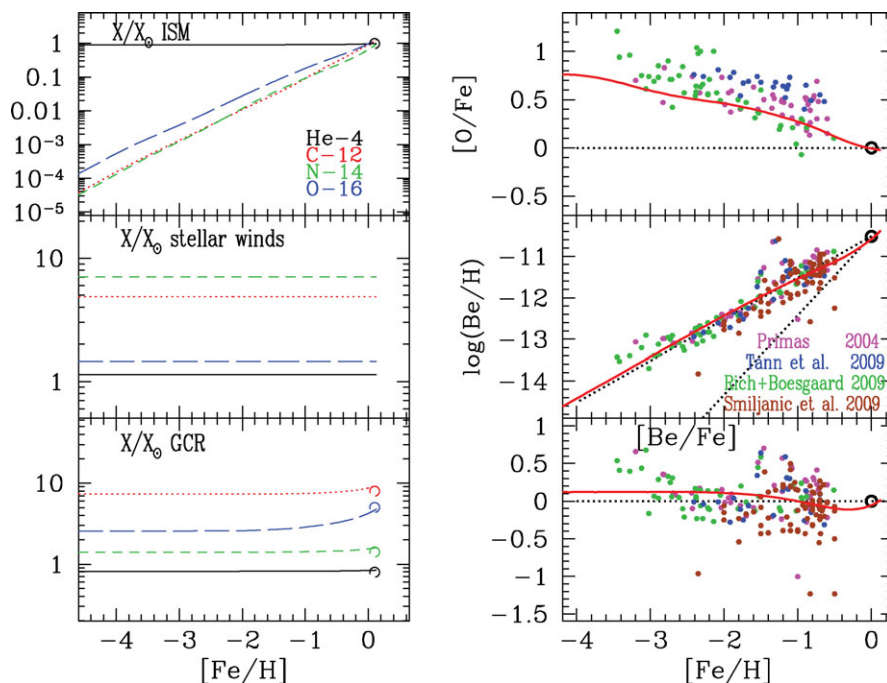 X/X⊙ ISM
1
0.1
0.01
10⁻³
10⁻⁴
10⁻⁵
He-4
C-12
N-14
O-16
X/X⊙ stellar winds
10
1
X/X⊙ GCR
10
1
−4 −3 −2 −1 0
[Fe/H]
[O/Fe]
1
0.5
0
−0.5
log(Be/H)
−11
−12
−13
−14
Primas 2004
Tann et al. 2009
Rich+Boesgaard 2009
Smiljanic et al. 2009
[Be/Fe]
1
0.5
0
−0.5
−1
−1.5
−4 −3 −2 −1 0
[Fe/H]